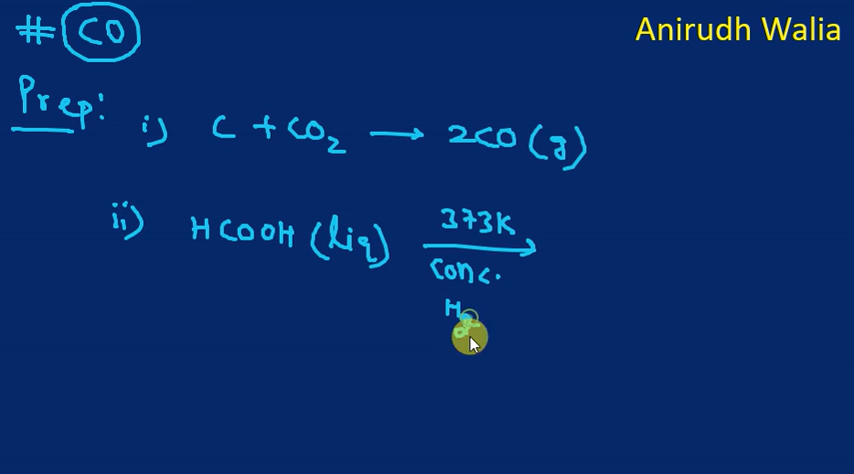 # CO
Anirudh Walia
Prep:
i) C + CO₂ → 2CO (g)
ii) HCOOH (liq) 373K →
Conc.
H